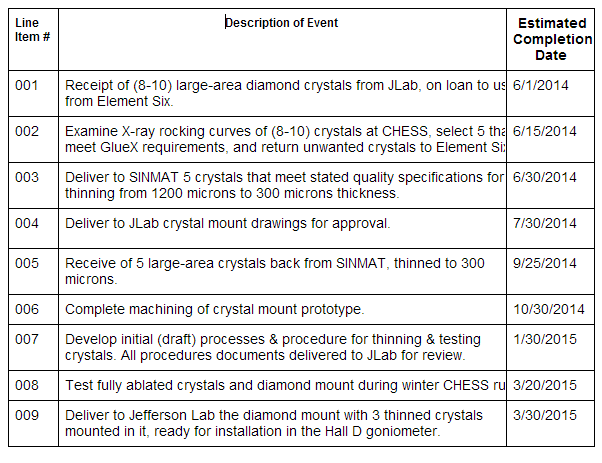 Line
Item #
Description of Event
Estimated
Completion
Date
001
Receipt of (8-10) large-area diamond crystals from JLab, on loan to us
from Element Six.
6/1/2014
002
Examine X-ray rocking curves of (8-10) crystals at CHESS, select 5 tha
meet GlueX requirements, and return unwanted crystals to Element Six
6/15/2014
003
Deliver to SINMAT 5 crystals that meet stated quality specifications for
thinning from 1200 microns to 300 microns thickness.
6/30/2014
004
Deliver to JLab crystal mount drawings for approval.
7/30/2014
005
Receive of 5 large-area crystals back from SINMAT, thinned to 300
microns.
9/25/2014
006
Complete machining of crystal mount prototype.
10/30/2014
007
Develop initial (draft) processes & procedure for thinning & testing
crystals. All procedures documents delivered to JLab for review.
1/30/2015
008
Test fully ablated crystals and diamond mount during winter CHESS ru
3/20/2015
009
Deliver to Jefferson Lab the diamond mount with 3 thinned crystals
mounted in it, ready for installation in the Hall D goniometer.
3/30/2015